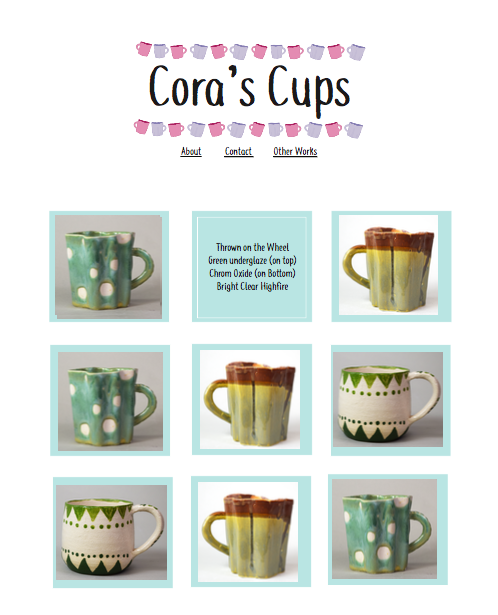 Cora's Cups
About Contact Other Works
Thrown on the Wheel
Green underglaze (on top)
Chrom Oxide (on Bottom)
Bright Clear Highfire